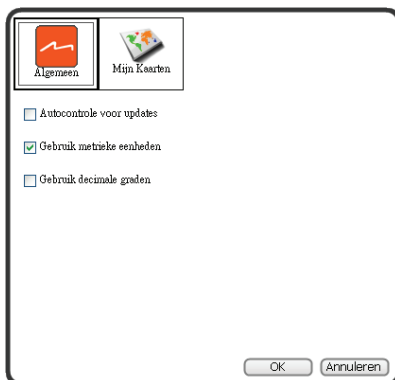 Algemeen
Mijn Kaarten
Autocontrole voor updates
Gebruik metrieke eenheden
Gebruik decimale graden
OK
Annuleren